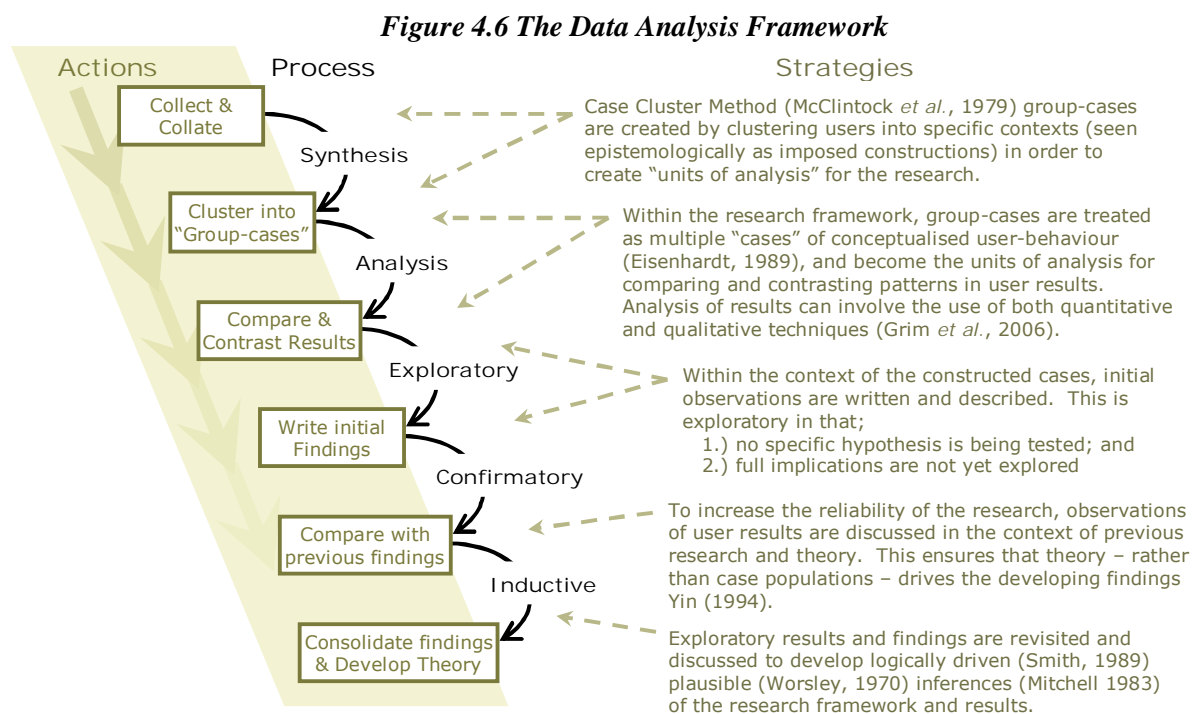 Figure 4.6 The Data Analysis Framework
Actions
Process
Strategies
Collect &
Collate
Synthesis
Cluster into
“Group-cases”
Analysis
Compare &
Contrast Results
Exploratory
Write initial
Findings
Confirmatory
Compare with
previous findings
Inductive
Consolidate findings
& Develop Theory
Case Cluster Method (McClintock et al., 1979) group-cases
are created by clustering users into specific contexts (seen
epistemologically as imposed constructions) in order to
create “units of analysis” for the research.
Within the research framework, group-cases are treated
as multiple “cases” of conceptualised user-behaviour
(Eisenhardt, 1989), and become the units of analysis for
comparing and contrasting patterns in user results.
Analysis of results can involve the use of both quantitative
and qualitative techniques (Grim et al., 2006).
Within the context of the constructed cases, initial
observations are written and described.  This is
exploratory in that;
1.) no specific hypothesis is being tested; and
2.) full implications are not yet explored
To increase the reliability of the research, observations
of user results are discussed in the context of previous
research and theory.  This ensures that theory – rather
than case populations – drives the developing findings
Yin (1994).
Exploratory results and findings are revisited and
discussed to develop logically driven (Smith, 1989)
plausible (Worsley, 1970) inferences (Mitchell 1983)
of the research framework and results.